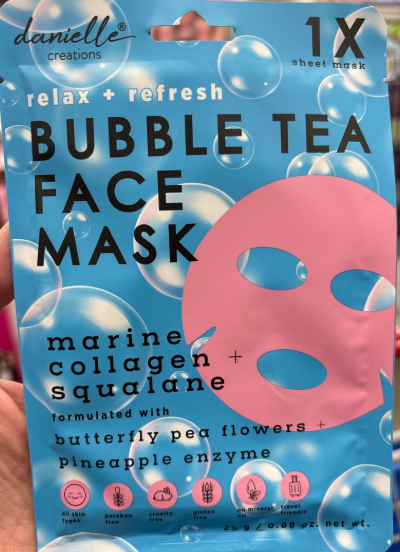 danielle®
creations
1X
sheet mask
relax + refresh
BUBBLE TEA
FACE
MASK
marine
collagen +
squalane
formulated with
butterfly pea flowers +
pineapple enzyme
all skin types
paraben free
cruelty free
gluten free
no mineral oil
travel friendly
25 g / 0.88 oz. net wt.